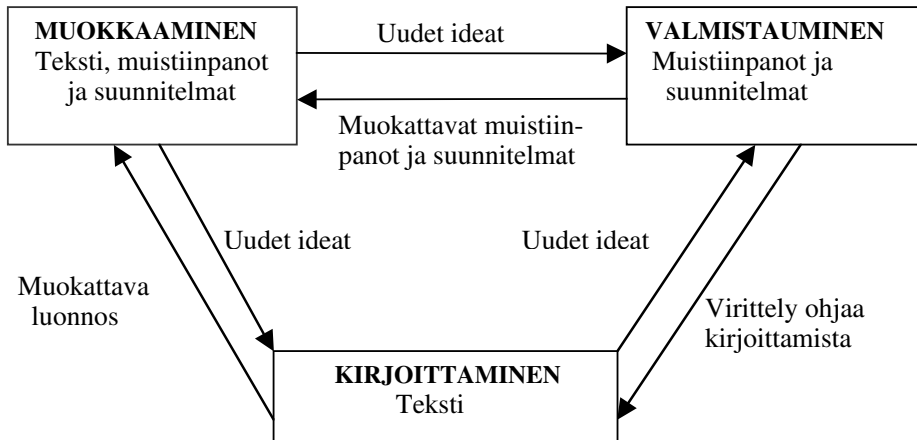 MUOKKAAMINEN
Teksti, muistiinpanot
ja suunnitelmat
Uudet ideat
VALMISTAUMINEN
Muistiinpanot ja
suunnitelmat
Muokattavat muistiin-
panot ja suunnitelmat
Uudet ideat
Uudet ideat
Muokattava
luonnos
Virittely ohjaa
kirjoittamista
KIRJOITTAMINEN
Teksti